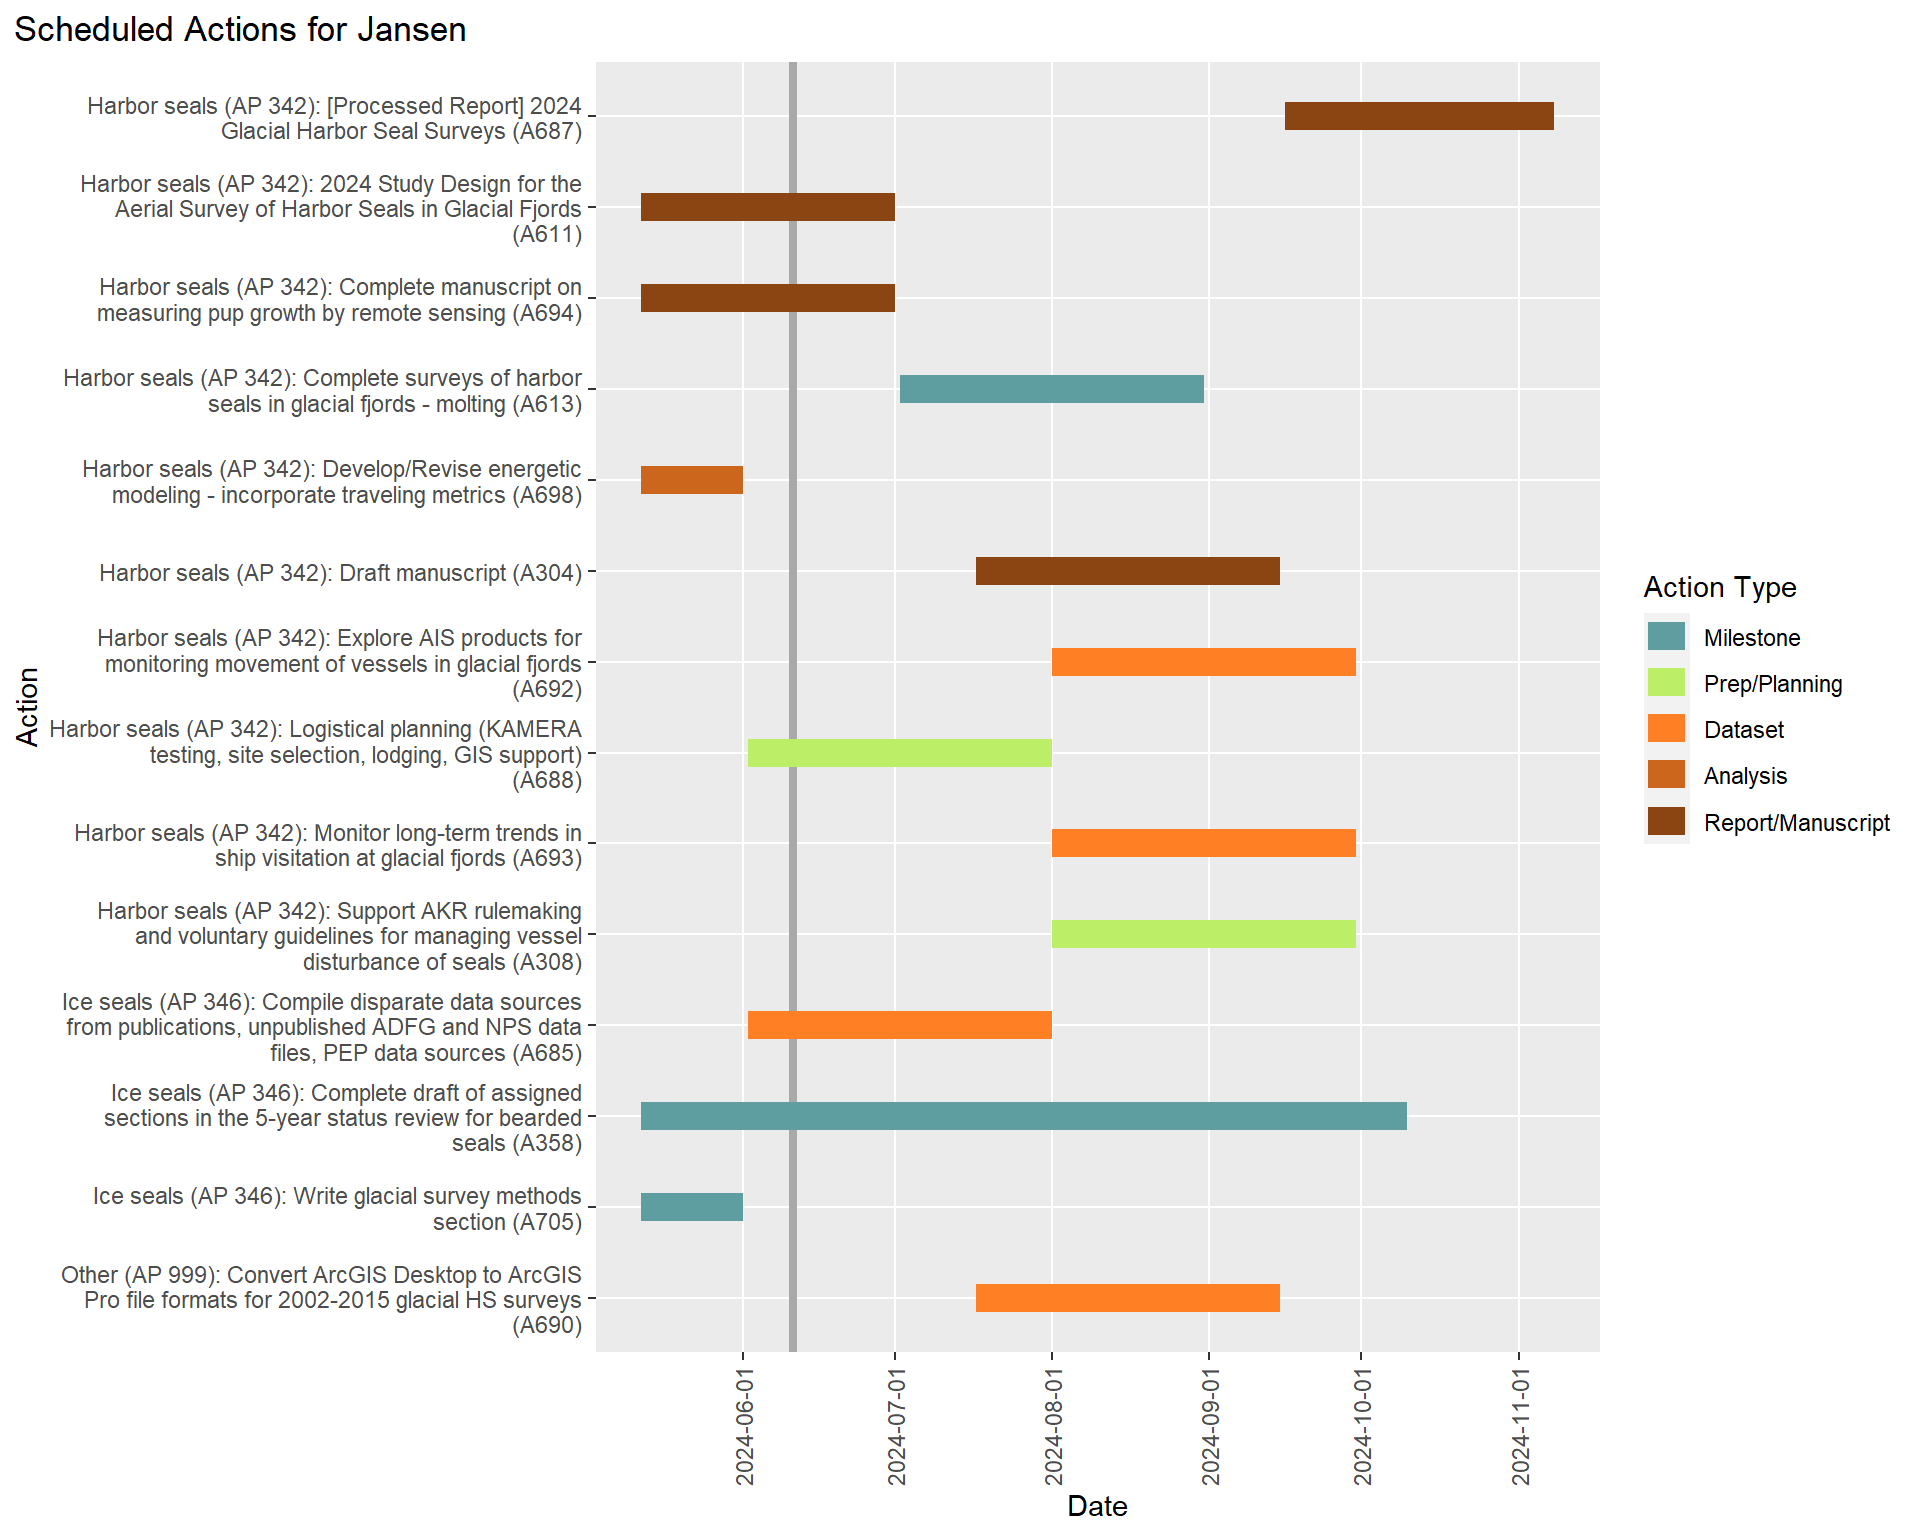 Scheduled Actions for Jansen
Harbor seals (AP 342): [Processed Report] 2024
Glacial Harbor Seal Surveys (A687)
Harbor seals (AP 342): 2024 Study Design for the
Aerial Survey of Harbor Seals in Glacial Fjords
(A611)
Harbor seals (AP 342): Complete manuscript on
measuring pup growth by remote sensing (A694)
Harbor seals (AP 342): Complete surveys of harbor
seals in glacial fjords - molting (A613)
Harbor seals (AP 342): Develop/Revise energetic
modeling - incorporate traveling metrics (A698)
Harbor seals (AP 342): Draft manuscript (A304)
Harbor seals (AP 342): Explore AIS products for
monitoring movement of vessels in glacial fjords
(A692)
Harbor seals (AP 342): Logistical planning (KAMERA
testing, site selection, lodging, GIS support)
(A688)
Harbor seals (AP 342): Monitor long-term trends in
ship visitation at glacial fjords (A693)
Harbor seals (AP 342): Support AKR rulemaking
and voluntary guidelines for managing vessel
disturbance of seals (A308)
Ice seals (AP 346): Compile disparate data sources
from publications, unpublished ADFG and NPS data
files, PEP data sources (A685)
Ice seals (AP 346): Complete draft of assigned
sections in the 5-year status review for bearded
seals (A358)
Ice seals (AP 346): Write glacial survey methods
section (A705)
Other (AP 999): Convert ArcGIS Desktop to ArcGIS
Pro file formats for 2002-2015 glacial HS surveys
(A690)
Action
2024-06-01
2024-07-01
2024-08-01
2024-09-01
2024-10-01
2024-11-01
Date
Action Type
Milestone
Prep/Planning
Dataset
Analysis
Report/Manuscript